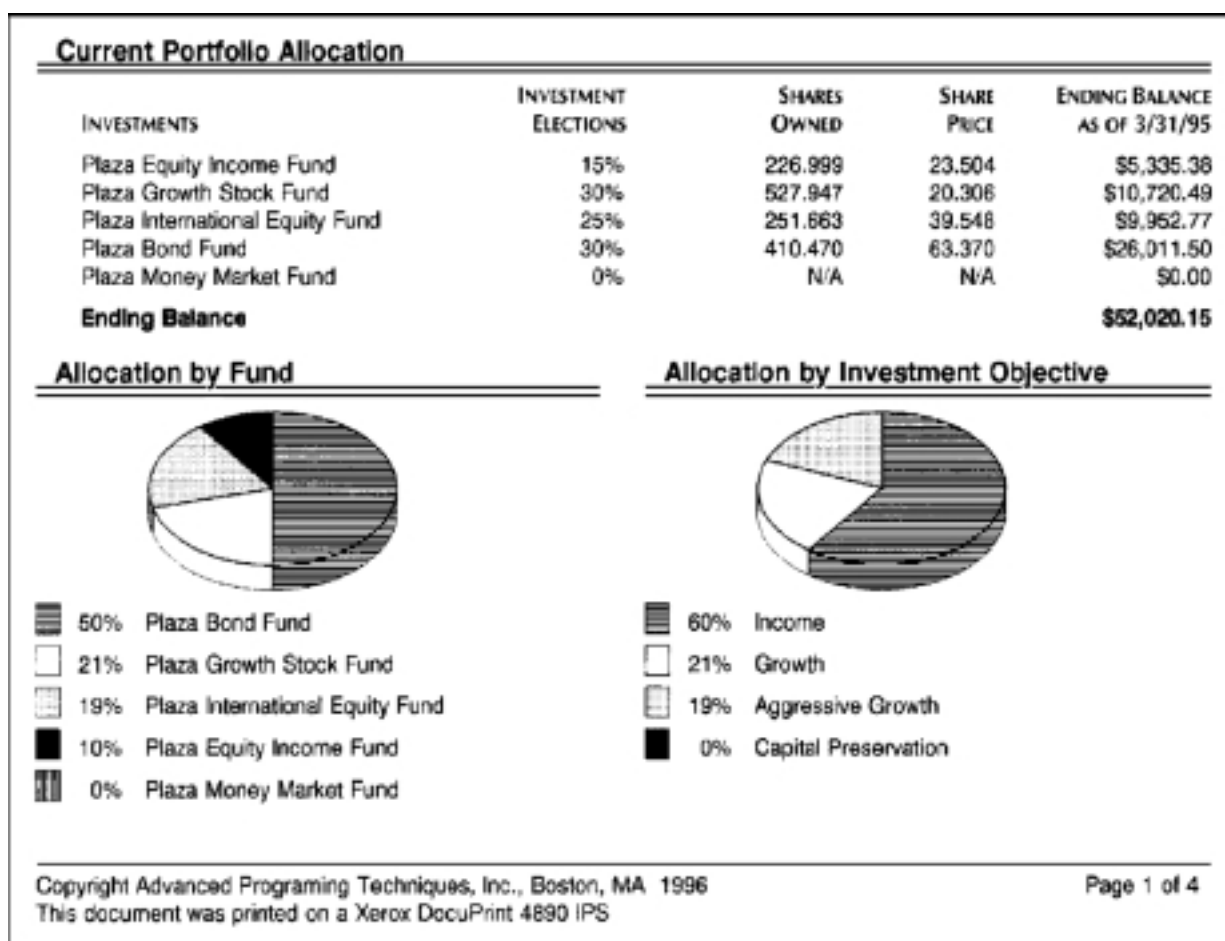 Current Portfolio Allocation
INVESTMENTS INVESTMENT ELECTIONS SHARES OWNED SHARE PRICE ENDING BALANCE AS OF 3/31/95
Plaza Equity Income Fund 15% 226.999 23.504 $5,335.38
Plaza Growth Stock Fund 30% 527.947 20.306 $10,720.49
Plaza International Equity Fund 25% 251.663 39.548 $9,952.77
Plaza Bond Fund 30% 410.470 63.370 $26,011.50
Plaza Money Market Fund 0% N/A N/A $0.00
Ending Balance $52,020.15
Allocation by Fund
50% Plaza Bond Fund
21% Plaza Growth Stock Fund
19% Plaza International Equity Fund
10% Plaza Equity Income Fund
0% Plaza Money Market Fund
Allocation by Investment Objective
60% Income
21% Growth
19% Aggressive Growth
0% Capital Preservation
Copyright Advanced Programing Techniques, Inc., Boston, MA 1996
This document was printed on a Xerox DocuPrint 4890 IPS
Page 1 of 4